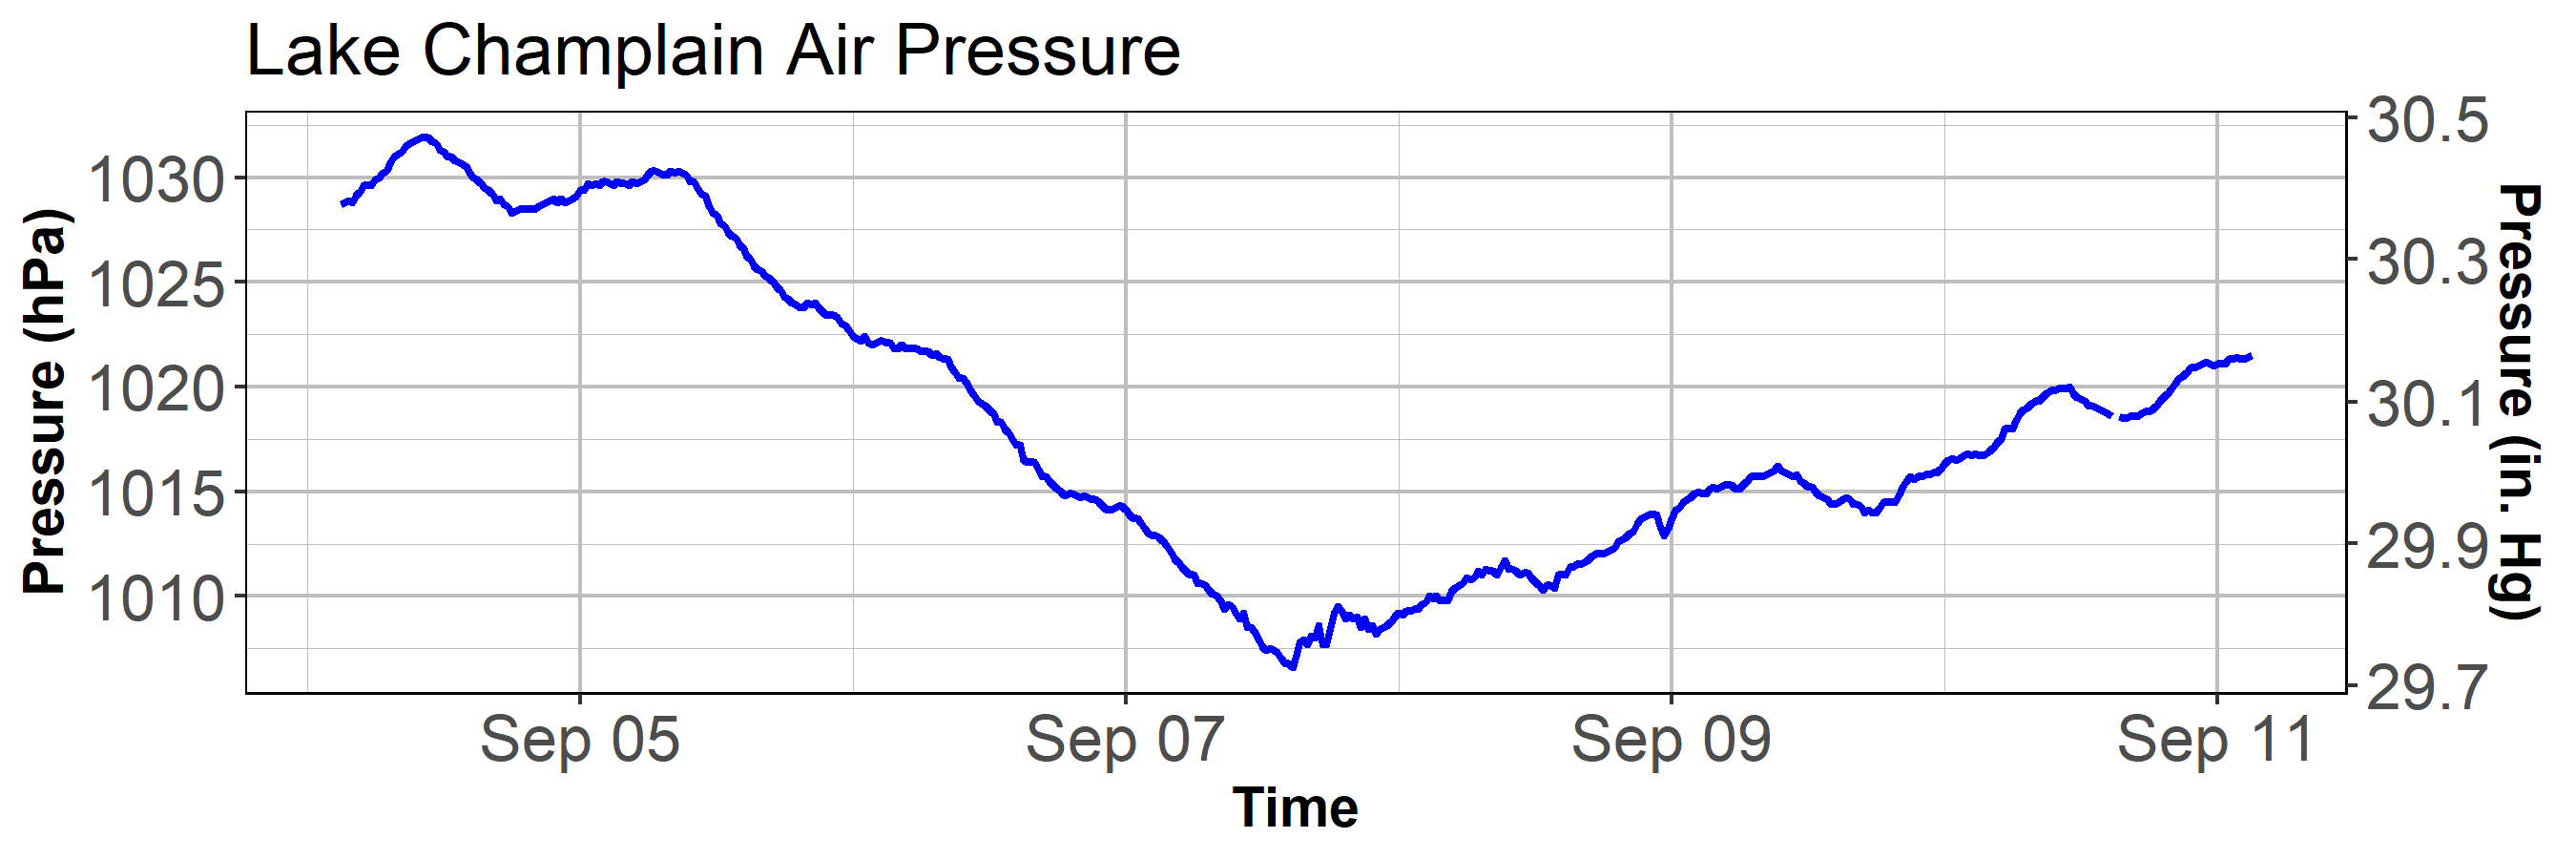 Lake Champlain Air Pressure
Pressure (hPa)
1030
1025
1020
1015
1010
30.5
30.3
30.1
29.9
29.7
Pressure (in. Hg)
Sep 05 Sep 07 Sep 09 Sep 11
Time